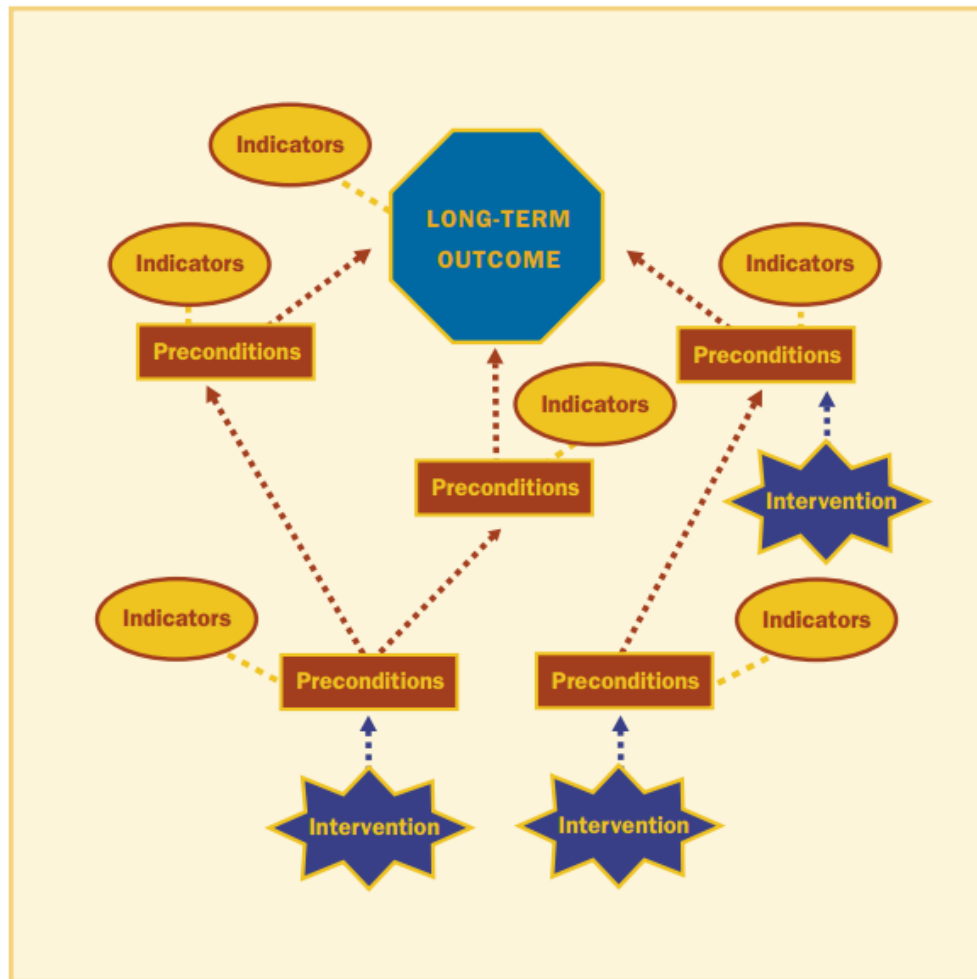 Indicators
LONG-TERM
OUTCOME
Indicators
Indicators
Preconditions
Preconditions
Indicators
Preconditions
Intervention
Indicators
Indicators
Preconditions
Preconditions
Intervention
Intervention